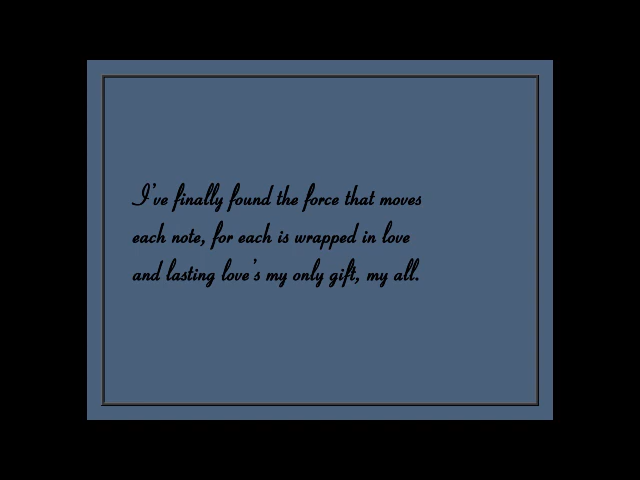 I've finally found the force that moves
each note, for each is wrapped in love
and lasting love's my only gift, my all.